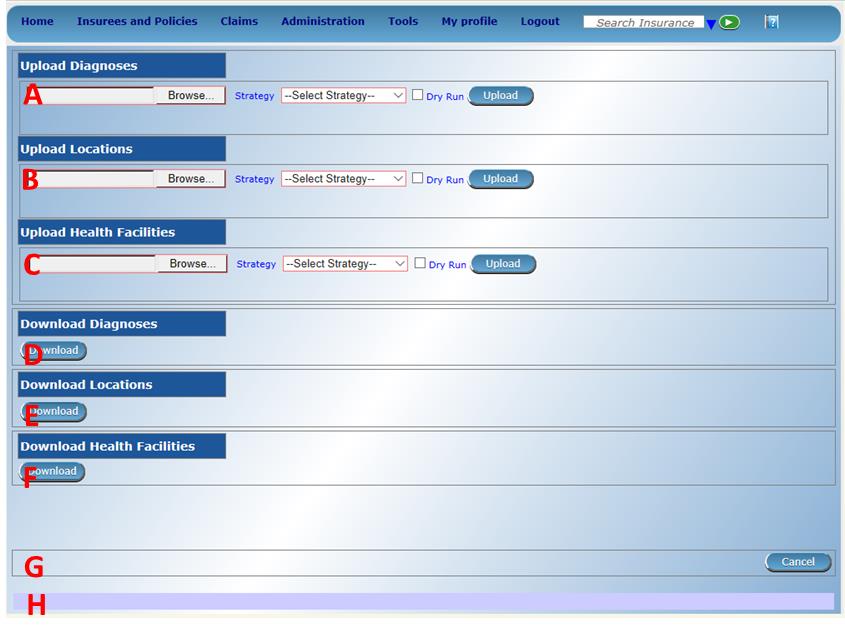 Home Insurees and Policies Claims Administration Tools My profile Logout Search Insurance ?
Upload Diagnoses
A Browse... Strategy --Select Strategy-- Dry Run Upload
Upload Locations
B Browse... Strategy --Select Strategy-- Dry Run Upload
Upload Health Facilities
C Browse... Strategy --Select Strategy-- Dry Run Upload
Download Diagnoses
D Download
Download Locations
E Download
Download Health Facilities
F Download
G Cancel
H